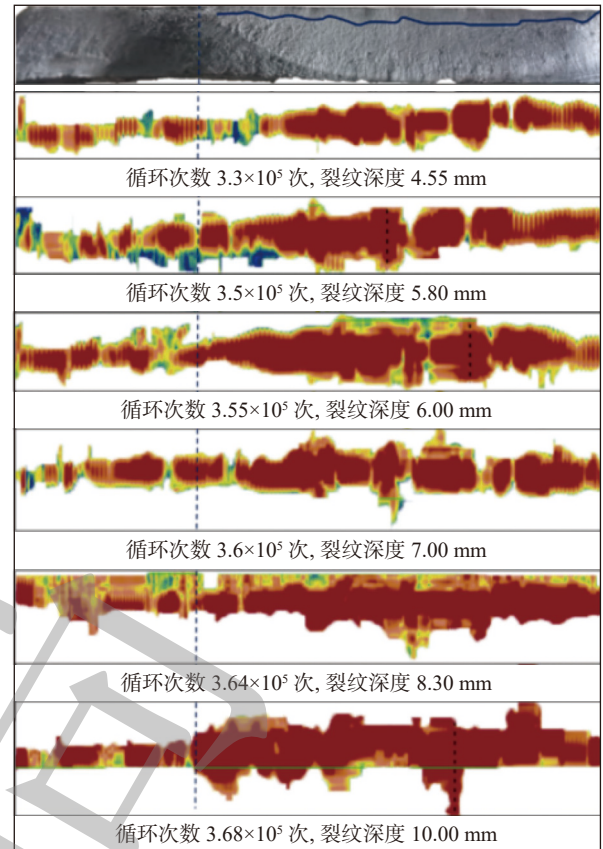 循环次数 3.3×10⁵ 次, 裂纹深度 4.55 mm
循环次数 3.5×10⁵ 次, 裂纹深度 5.80 mm
循环次数 3.55×10⁵ 次, 裂纹深度 6.00 mm
循环次数 3.6×10⁵ 次, 裂纹深度 7.00 mm
循环次数 3.64×10⁵ 次, 裂纹深度 8.30 mm
循环次数 3.68×10⁵ 次, 裂纹深度 10.00 mm